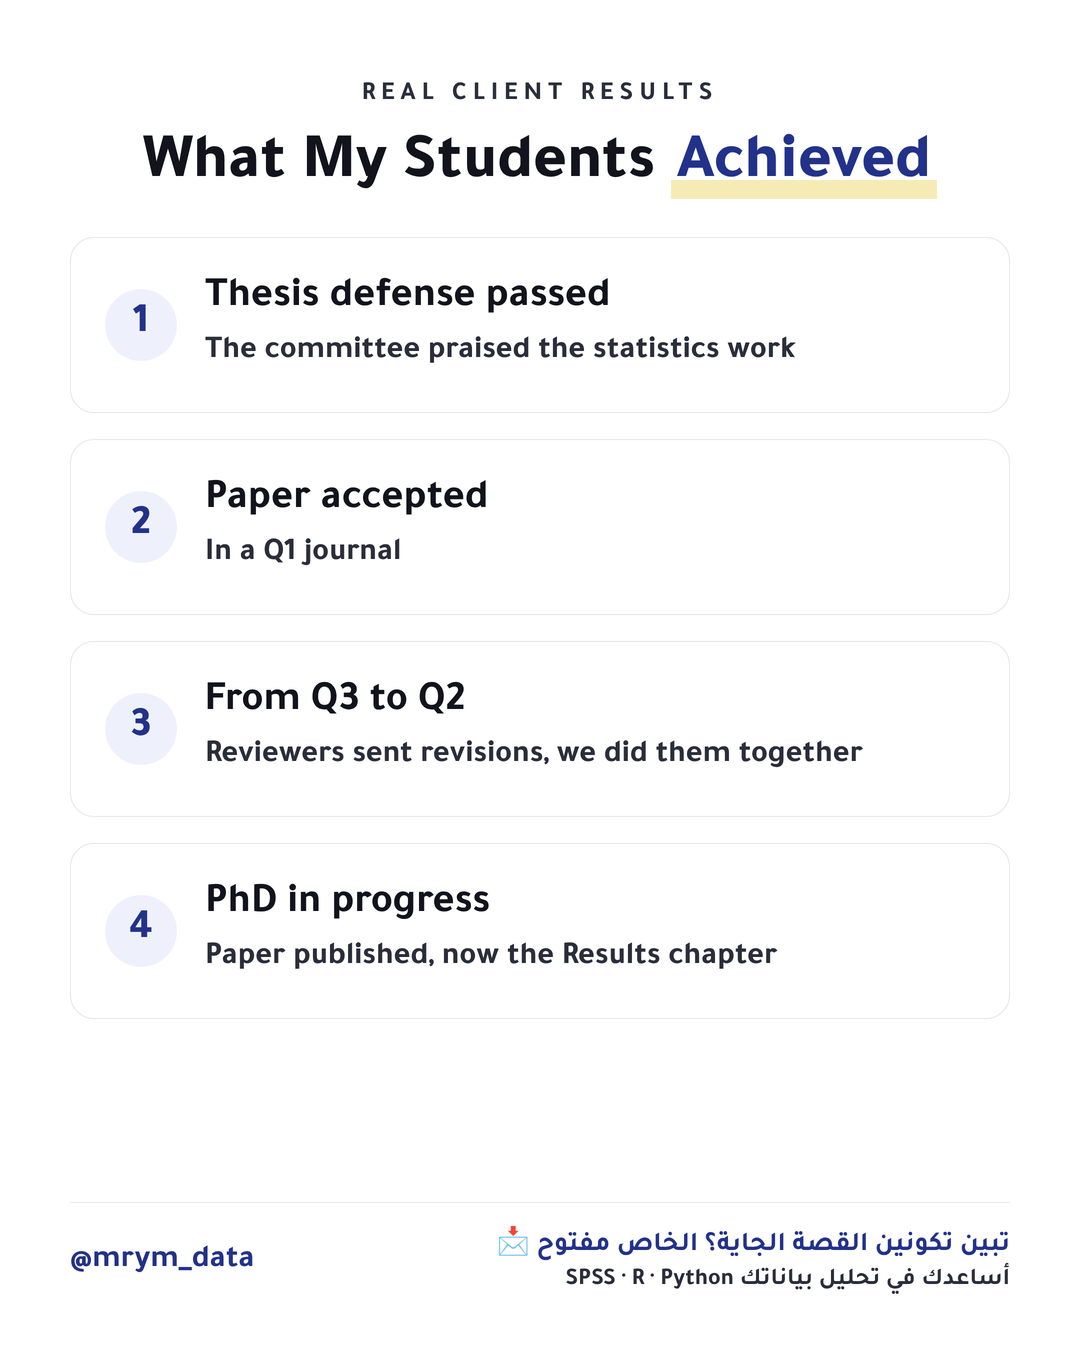 REAL CLIENT RESULTS
What My Students Achieved
1
Thesis defense passed
The committee praised the statistics work
2
Paper accepted
In a Q1 journal
3
From Q3 to Q2
Reviewers sent revisions, we did them together
4
PhD in progress
Paper published, now the Results chapter
@mrym_data
تبين تكونين القصة الجاية؟ الخاص مفتوح 📩
أساعدك في تحليل بياناتك SPSS · R · Python